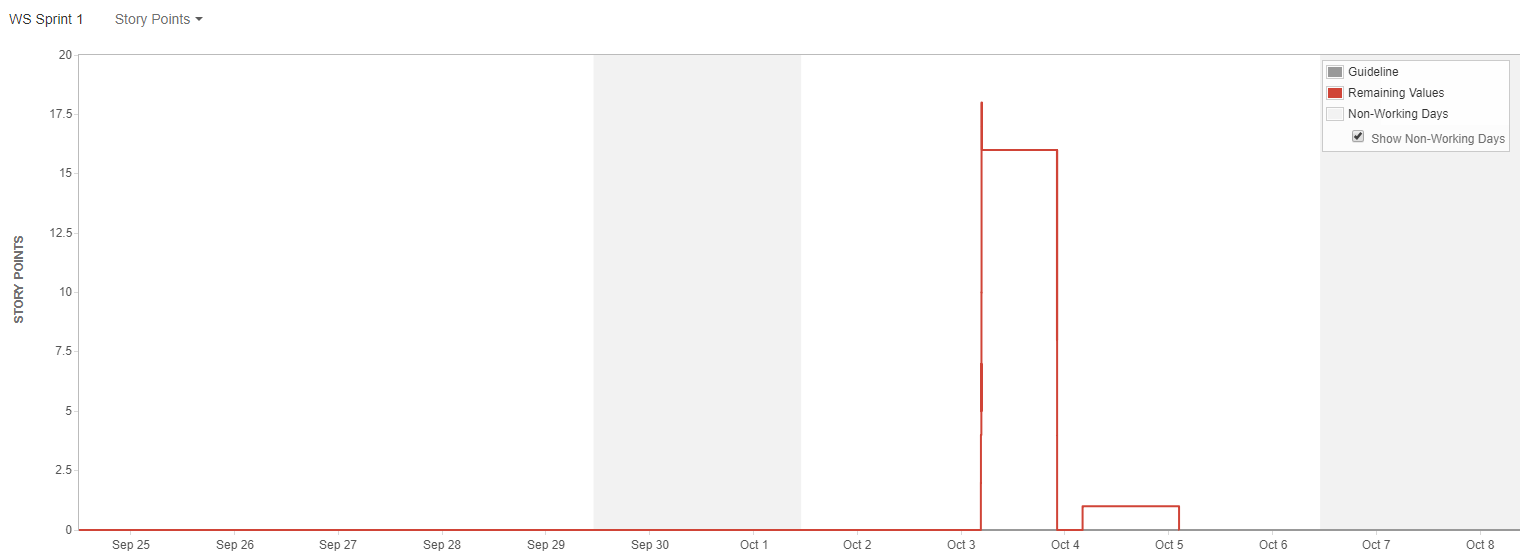 WS Sprint 1 Story Points
20
17.5
15
12.5
10
7.5
5
2.5
0
STORY POINTS
Guideline
Remaining Values
Non-Working Days
Show Non-Working Days
Sep 25 Sep 26 Sep 27 Sep 28 Sep 29 Sep 30 Oct 1 Oct 2 Oct 3 Oct 4 Oct 5 Oct 6 Oct 7 Oct 8